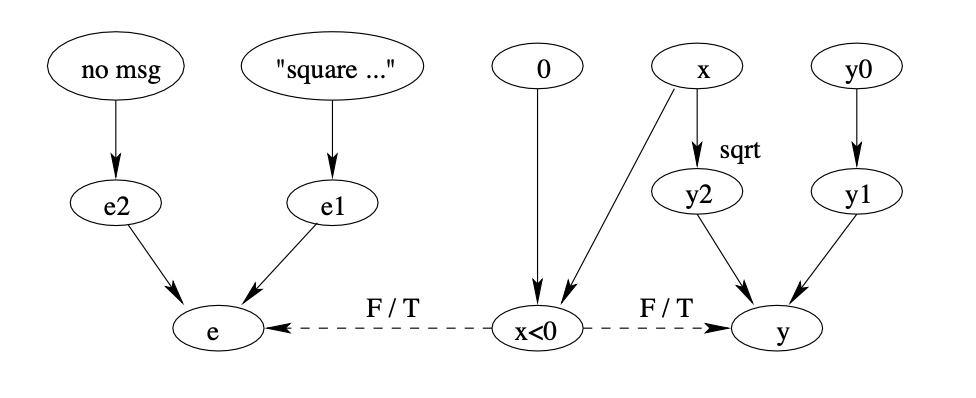 no msg "square ..." 0 x y0
sqrt
e2 e1 y2 y1
F / T F / T
e x<0 y